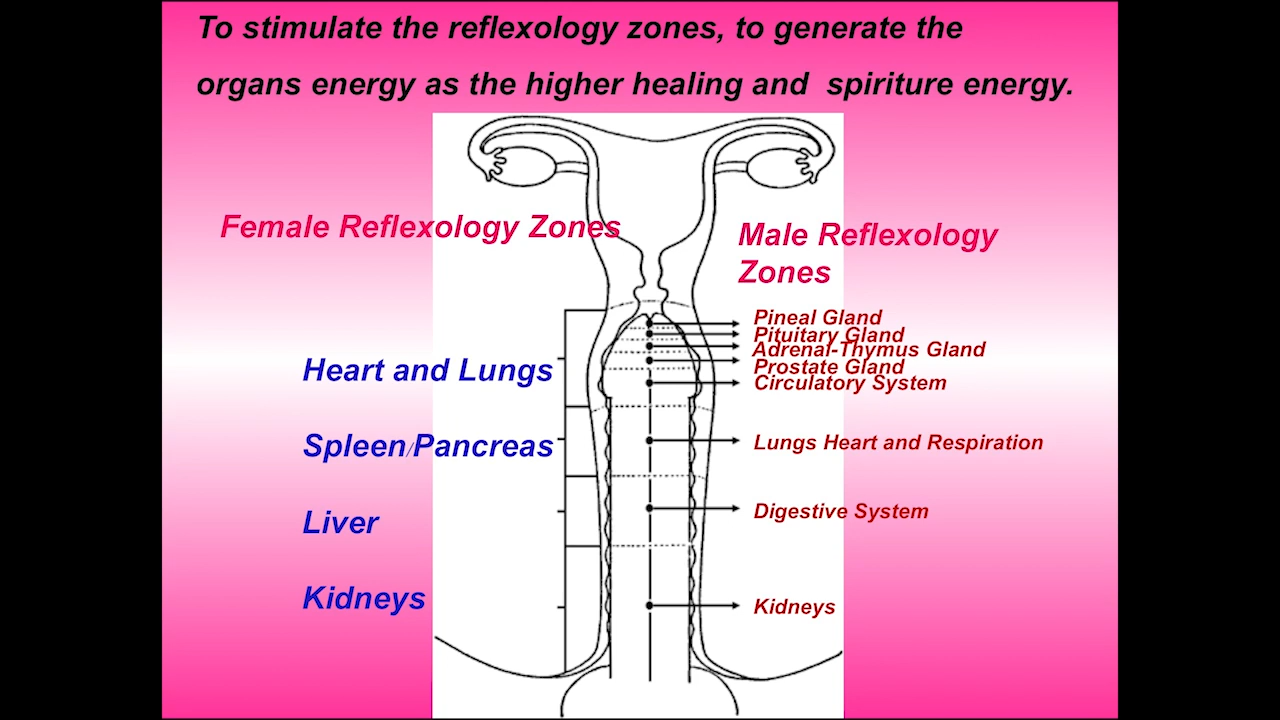 To stimulate the reflexology zones, to generate the
organs energy as the higher healing and spiriture energy.
Female Reflexology Zones
Male Reflexology
Zones
Heart and Lungs
Spleen/Pancreas
Liver
Kidneys
Pineal Gland
Pituitary Gland
Adrenal-Thymus Gland
Prostate Gland
Circulatory System
Lungs Heart and Respiration
Digestive System
Kidneys